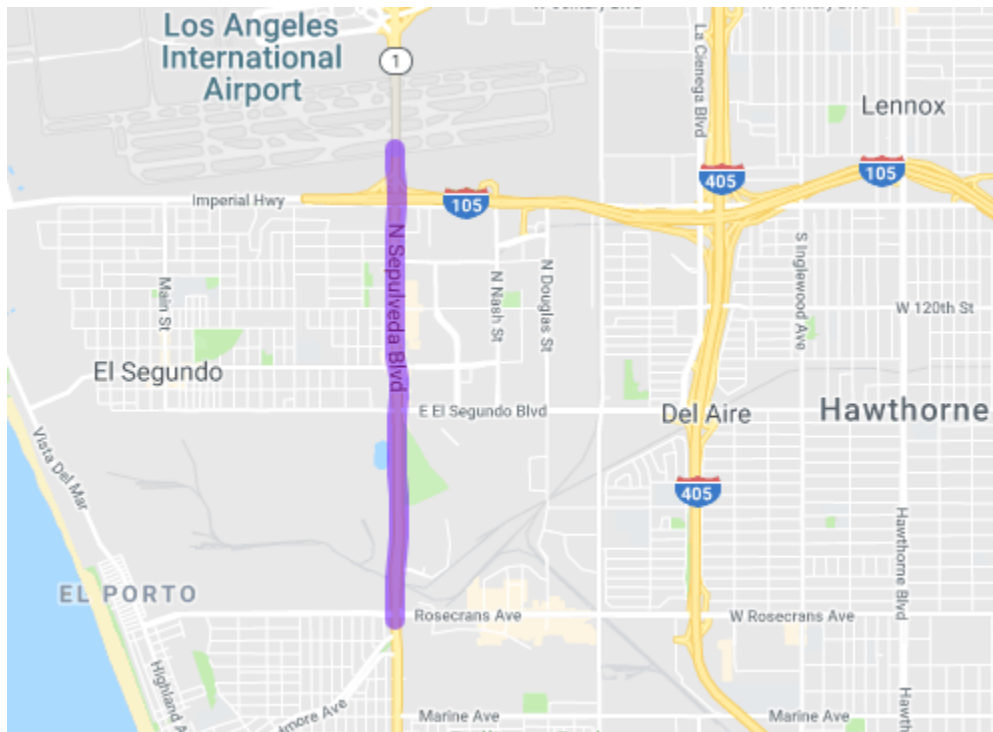 Los Angeles
International
Airport
1
La Cienega Blvd
Lennox
405
105
Imperial Hwy
105
N Sepulveda Blvd
Main St
N Nash St
N Douglas St
S Inglewood Ave
W 120th St
El Segundo
E El Segundo Blvd
Del Aire
Hawthorne
Vista Del Mar
405
Hawthorne Blvd
EL PORTO
Rosecrans Ave
W Rosecrans Ave
Highland
Ave
Marine Ave
Marine Ave